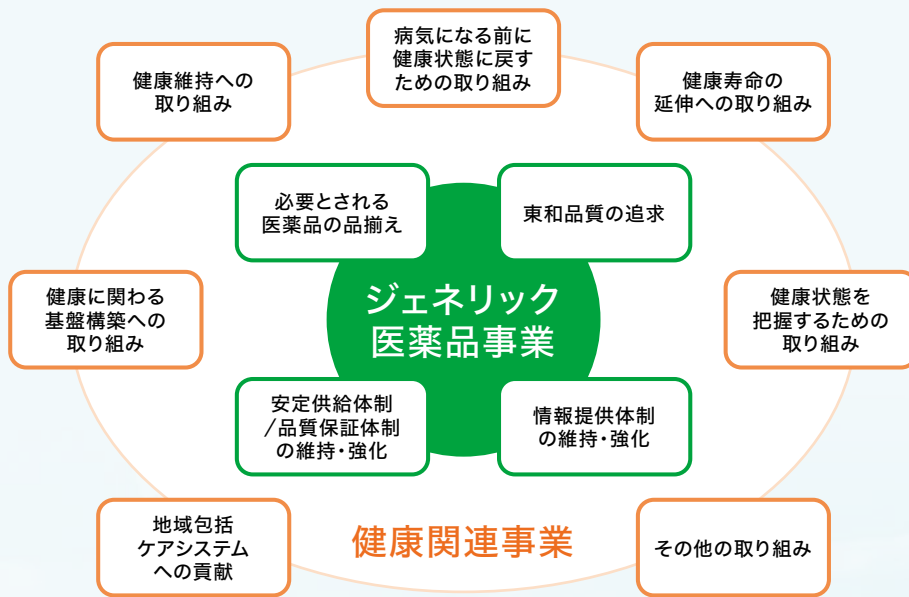 病気になる前に
健康状態に戻す
ための取り組み
健康維持への
取り組み
健康寿命の
延伸への取り組み
必要とされる
医薬品の品揃え
東和品質の追求
健康に関わる
基盤構築への
取り組み
ジェネリック
医薬品事業
健康状態を
把握するための
取り組み
安定供給体制
/品質保証体制
の維持・強化
情報提供体制
の維持・強化
地域包括
ケアシステム
への貢献
健康関連事業
その他の取り組み